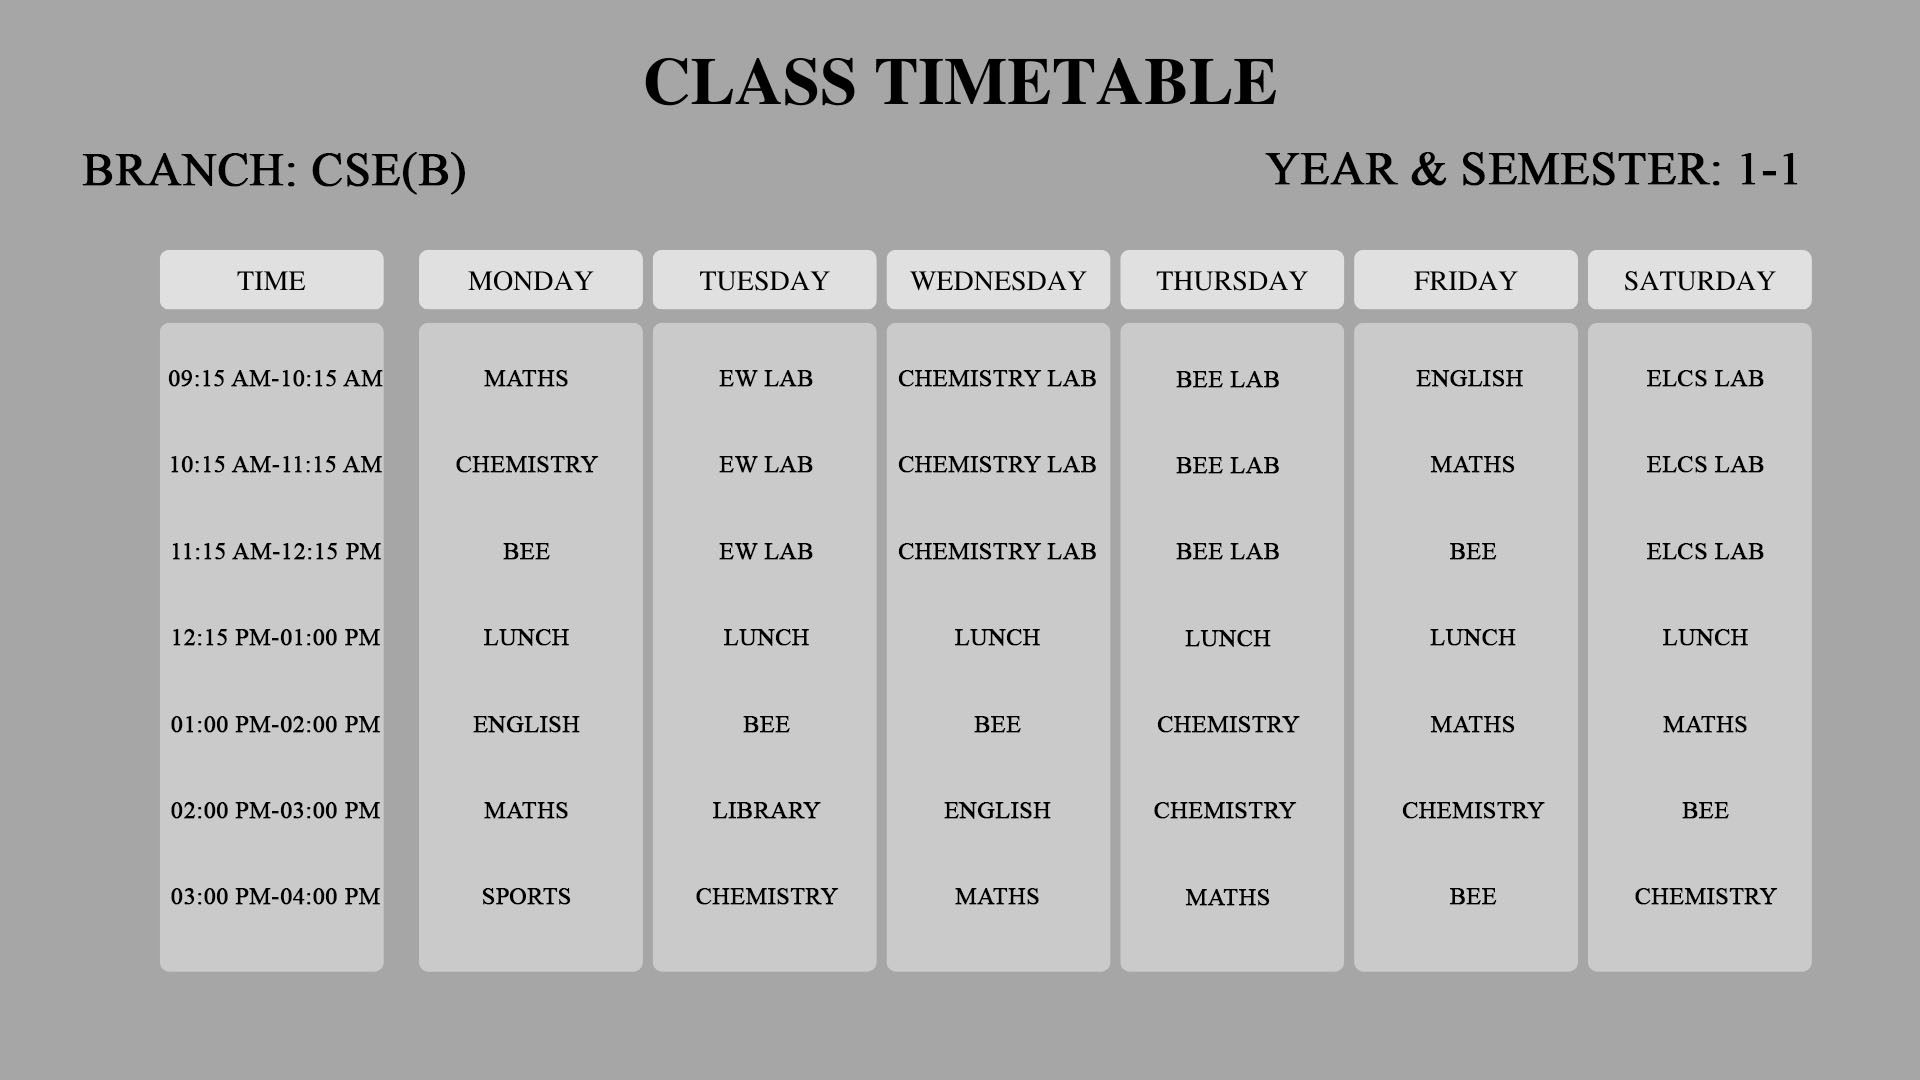 CLASS TIMETABLE
BRANCH: CSE(B) YEAR & SEMESTER: 1-1
TIME MONDAY TUESDAY WEDNESDAY THURSDAY FRIDAY SATURDAY
09:15 AM-10:15 AM MATHS EW LAB CHEMISTRY LAB BEE LAB ENGLISH ELCS LAB
10:15 AM-11:15 AM CHEMISTRY EW LAB CHEMISTRY LAB BEE LAB MATHS ELCS LAB
11:15 AM-12:15 PM BEE EW LAB CHEMISTRY LAB BEE LAB BEE ELCS LAB
12:15 PM-01:00 PM LUNCH LUNCH LUNCH LUNCH LUNCH LUNCH
01:00 PM-02:00 PM ENGLISH BEE BEE CHEMISTRY MATHS MATHS
02:00 PM-03:00 PM MATHS LIBRARY ENGLISH CHEMISTRY CHEMISTRY BEE
03:00 PM-04:00 PM SPORTS CHEMISTRY MATHS MATHS BEE CHEMISTRY